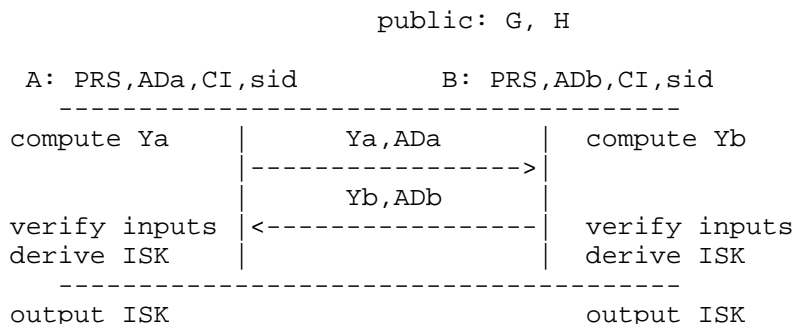 public: G, H
A: PRS,ADa,CI,sid B: PRS,ADb,CI,sid
---------------------------------------
compute Ya | Ya,ADa | compute Yb
|----------------->|
| Yb,ADb |
verify inputs |<-----------------| verify inputs
derive ISK | | derive ISK
---------------------------------------
output ISK output ISK